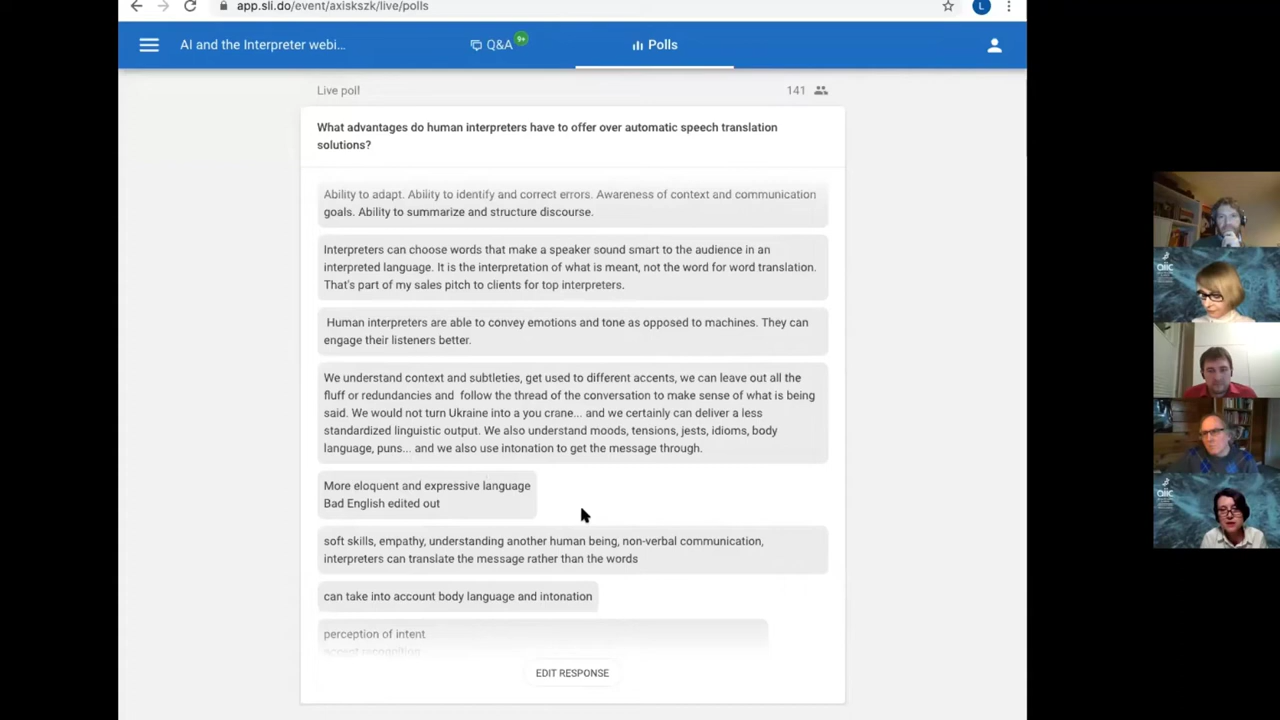 app.sli.do/event/axiskszk/live/polls
L
AI and the Interpreter webi...
Q&A
9+
Polls
Live poll
141
What advantages do human interpreters have to offer over automatic speech translation
solutions?
Ability to adapt. Ability to identify and correct errors. Awareness of context and communication
goals. Ability to summarize and structure discourse.
Interpreters can choose words that make a speaker sound smart to the audience in an
interpreted language. It is the interpretation of what is meant, not the word for word translation.
That's part of my sales pitch to clients for top interpreters.
Human interpreters are able to convey emotions and tone as opposed to machines. They can
engage their listeners better.
We understand context and subtleties, get used to different accents, we can leave out all the
fluff or redundancies and follow the thread of the conversation to make sense of what is being
said. We would not turn Ukraine into a you crane... and we certainly can deliver a less
standardized linguistic output. We also understand moods, tensions, jests, idioms, body
language, puns... and we also use intonation to get the message through.
More eloquent and expressive language
Bad English edited out
soft skills, empathy, understanding another human being, non-verbal communication,
interpreters can translate the message rather than the words
can take into account body language and intonation
perception of intent
accent recognition
EDIT RESPONSE
aiic
aiic
aiic